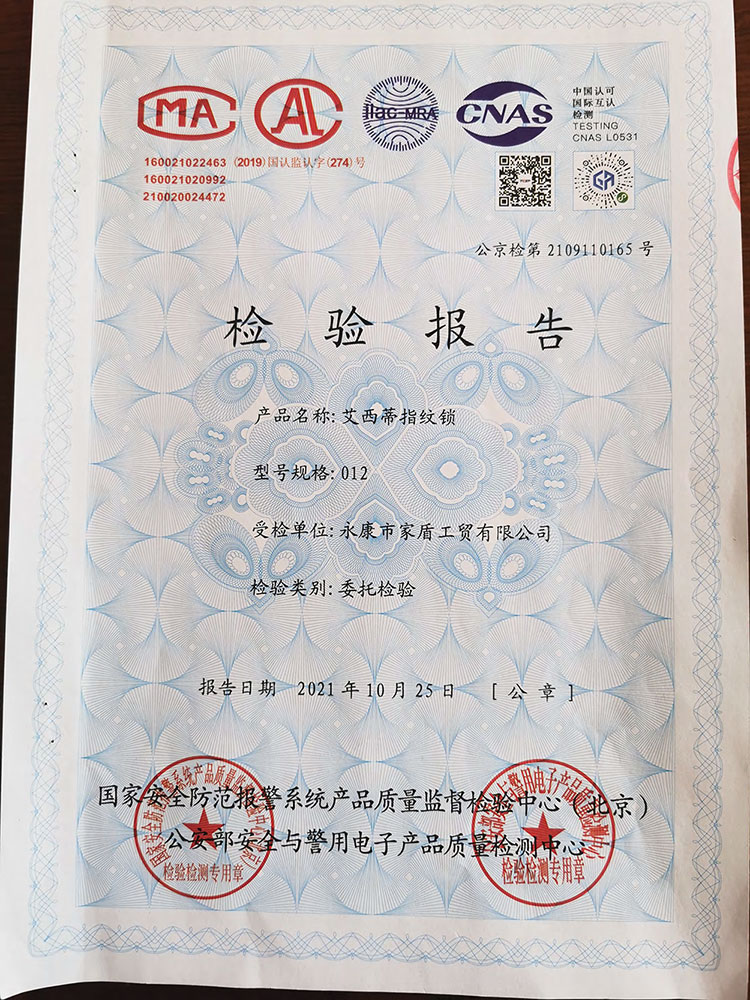 MA
AL
ilac-MRA
CNAS
中国认可
国际互认
检测
TESTING
CNAS L0531
160021022463 (2019)国认监认字(274)号
160021020992
210020024472
公京检第 2109110165 号
检验报告
产品名称: 艾西蒂指纹锁
型号规格: 012
受检单位: 永康市家盾工贸有限公司
检验类别: 委托检验
报告日期 2021 年 10 月 25 日 [ 公 章 ]
国家安全防范报警系统产品质量监督检验中心（北京）
公安部安全与警用电子产品质量检测中心
检验检测专用章
检验检测专用章